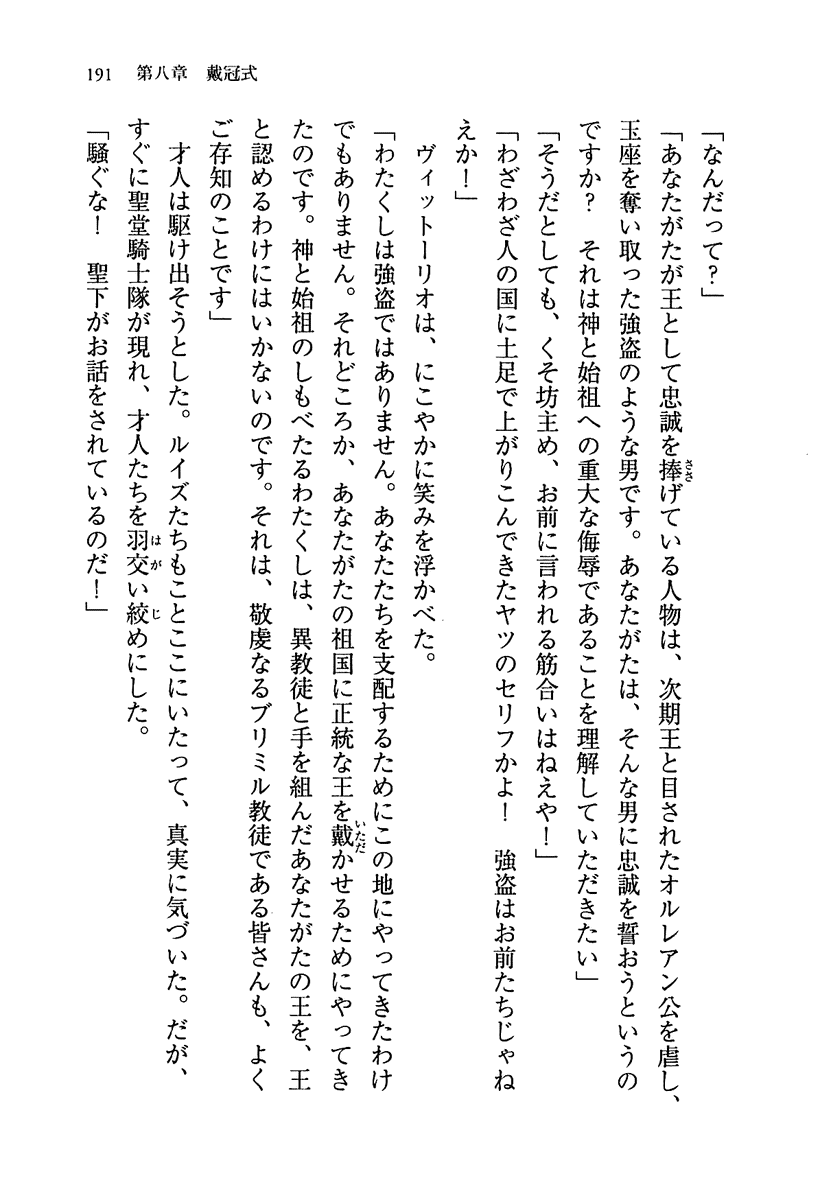 191　第八章　戴冠式
「なんだって？」
「あなたがたが王として忠誠を捧げている人物は、次期王と目されたオルレアン公を虐し、
玉座を奪い取った強盗のような男です。あなたがたは、そんな男に忠誠を誓おうというの
ですか？　それは神と始祖への重大な侮辱であることを理解していただきたい」
「そうだとしても、くそ坊主め、お前に言われる筋合いはねえや！」
「わざわざ人の国に土足で上がりこんできたヤツのセリフかよ！　強盗はお前たちじゃね
えか！」
　ヴィットーリオは、にこやかに笑みを浮かべた。
「わたくしは強盗ではありません。あなたたちを支配するためにこの地にやってきたわけ
でもありません。それどころか、あなたがたの祖国に正統な王を戴かせるためにやってき
たのです。神と始祖のしもべたるわたくしは、異教徒と手を組んだあなたがたの王を、王
と認めるわけにはいかないのです。それは、敬虔なるブリミル教徒である皆さんも、よく
ご存知のことです」
　才人は駆け出そうとした。ルイズたちもことここにいたって、真実に気づいた。だが、
すぐに聖堂騎士隊が現れ、才人たちを羽交い絞めにした。
「騒ぐな！　聖下がお話をされているのだ！」